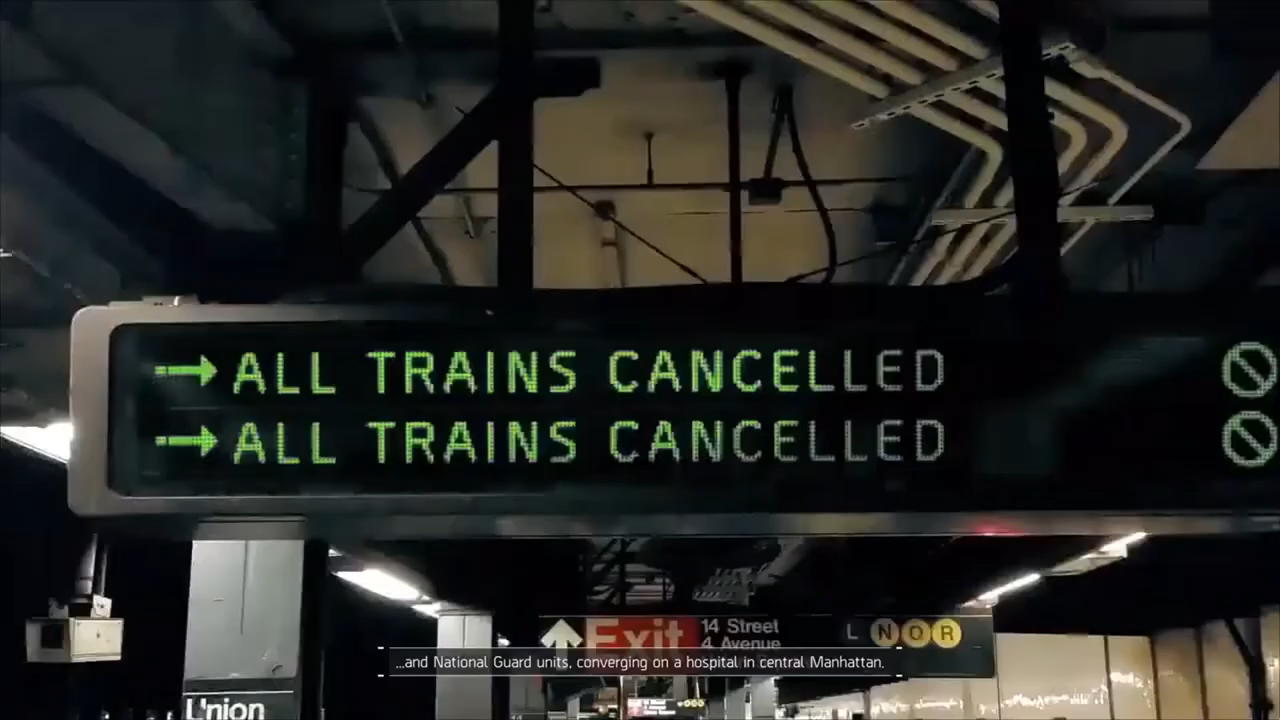 →ALL TRAINS CANCELLED
→ALL TRAINS CANCELLED
Exit 14 Street L N Q R
4 Avenue
...and National Guard units, converging on a hospital in central Manhattan.
Union